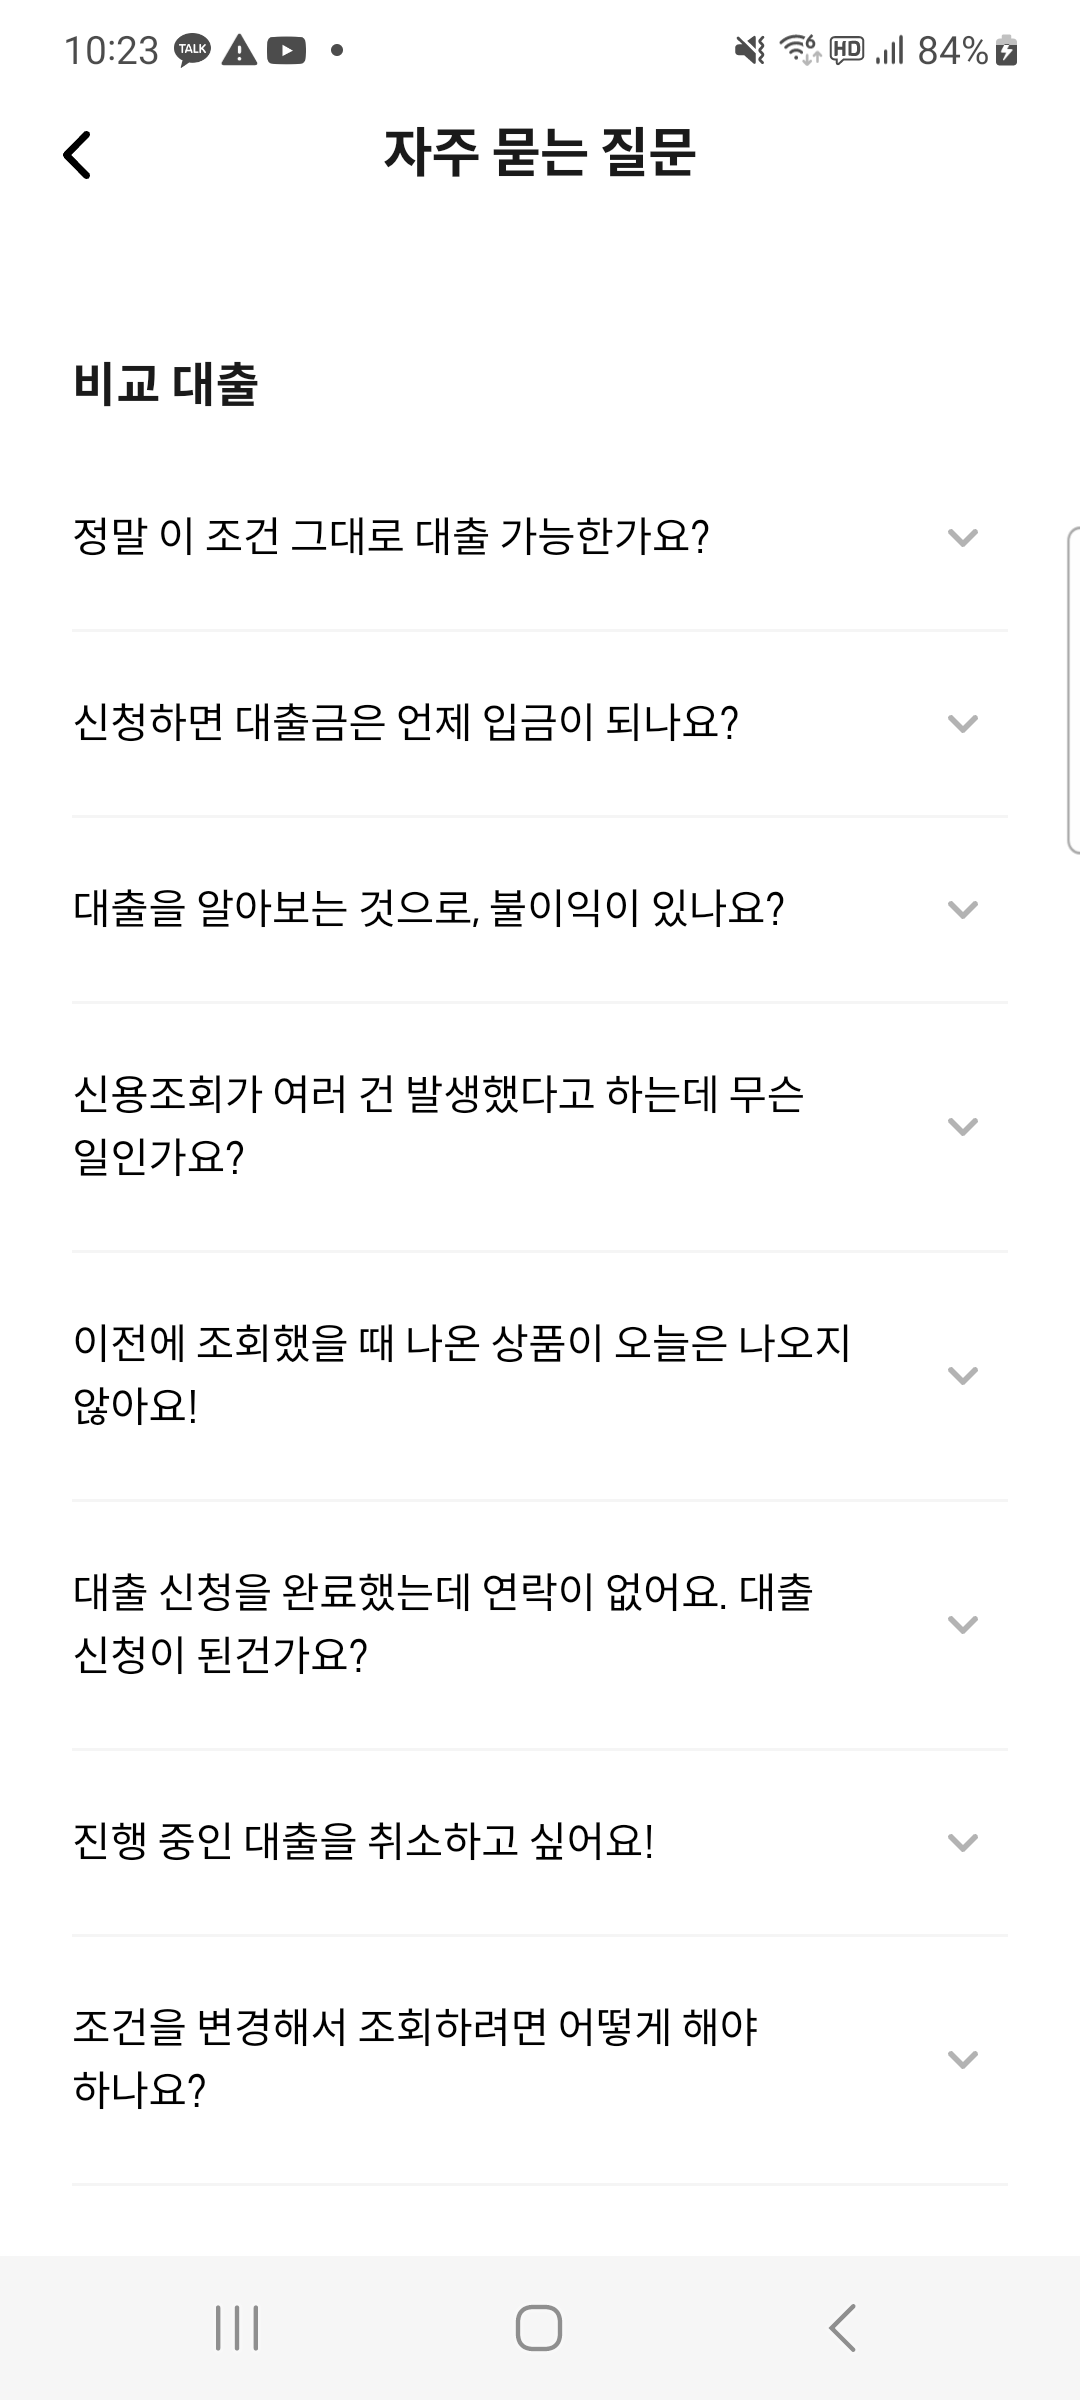 10:23 TALK HD 84%
자주 묻는 질문
비교 대출
정말 이 조건 그대로 대출 가능한가요?
신청하면 대출금은 언제 입금이 되나요?
대출을 알아보는 것으로, 불이익이 있나요?
신용조회가 여러 건 발생했다고 하는데 무슨
일인가요?
이전에 조회했을 때 나온 상품이 오늘은 나오지
않아요!
대출 신청을 완료했는데 연락이 없어요. 대출
신청이 된건가요?
진행 중인 대출을 취소하고 싶어요!
조건을 변경해서 조회하려면 어떻게 해야
하나요?